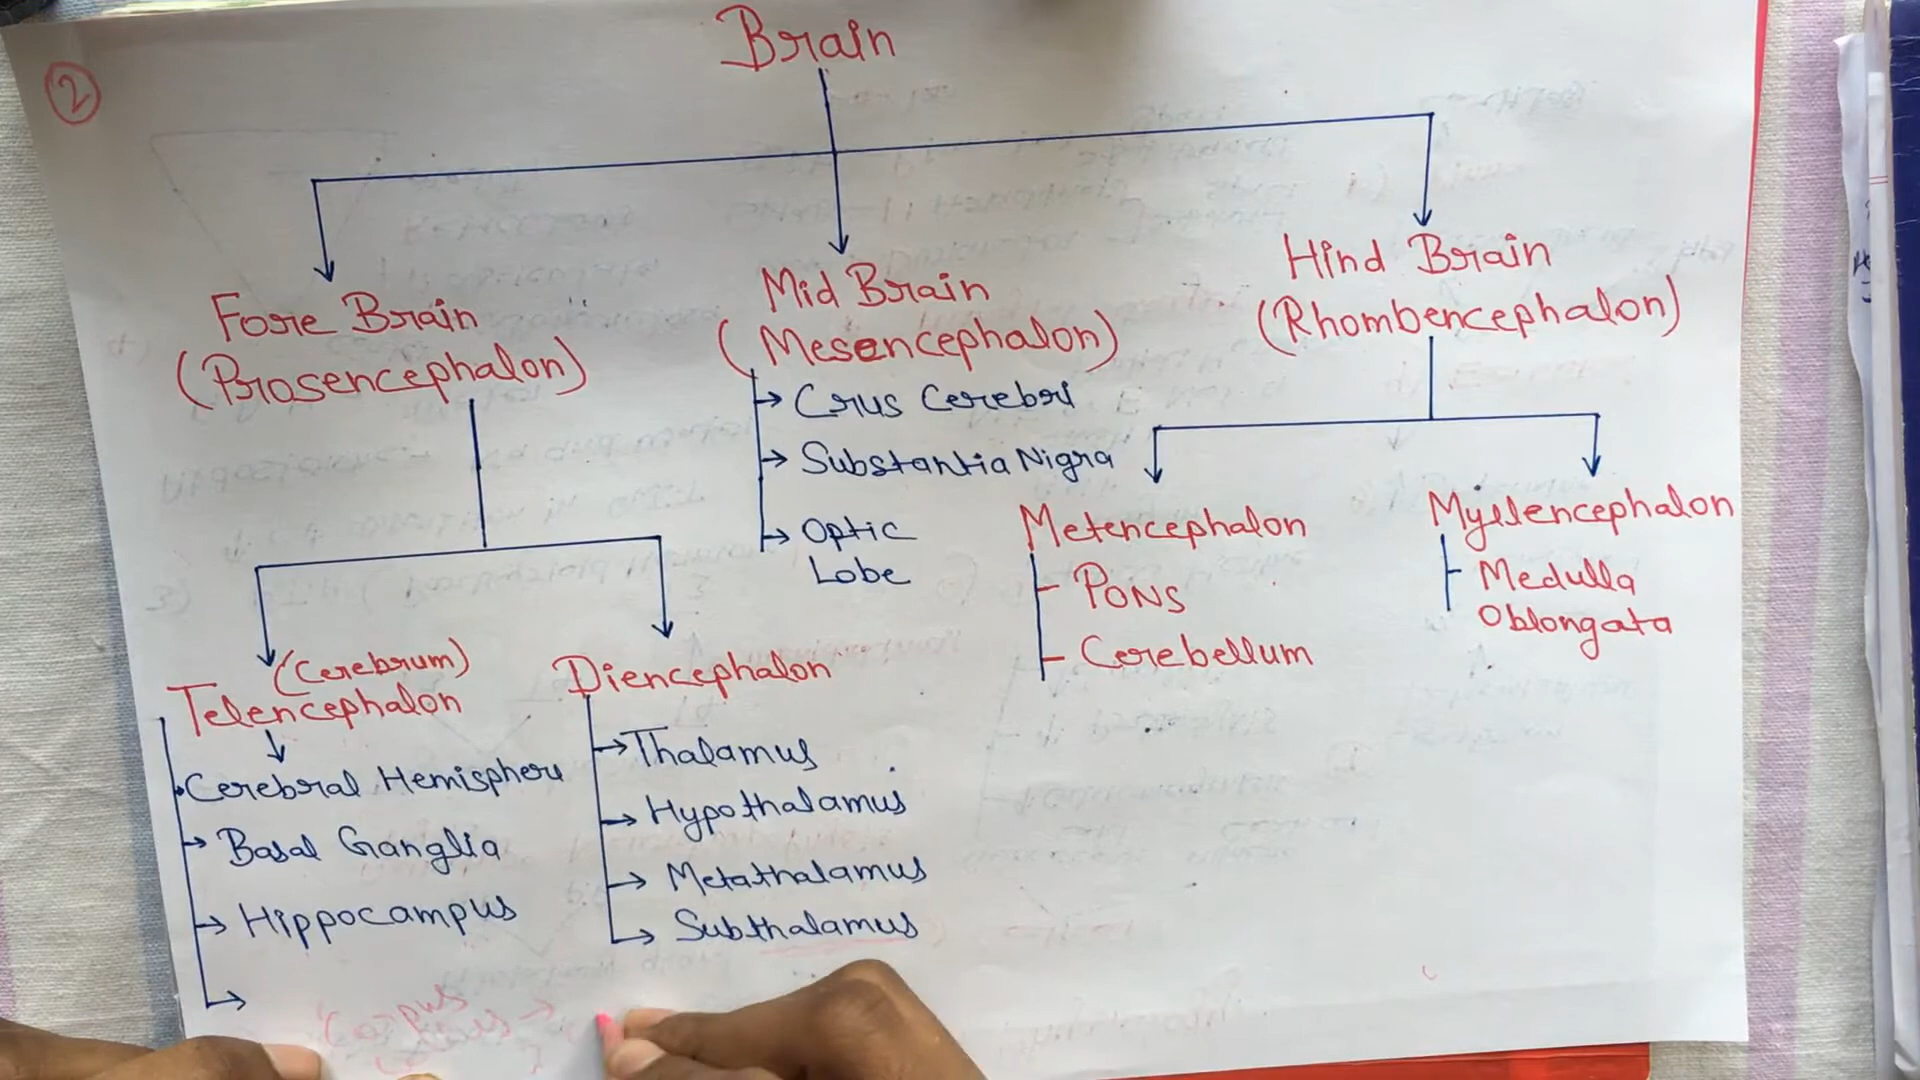 2
Brain
Fore Brain
(Prosencephalon)
Mid Brain
(Mesencephalon)
Crus Cerebri
Substantia Nigra
Optic
Lobe
Hind Brain
(Rhombencephalon)
Metencephalon
Pons
Cerebellum
Myelencephalon
Medulla
Oblongata
(Cerebrum)
Telencephalon
Cerebral Hemisphere
Basal Ganglia
Hippocampus
Diencephalon
Thalamus
Hypothalamus
Metathalamus
Subthalamus
Corpus